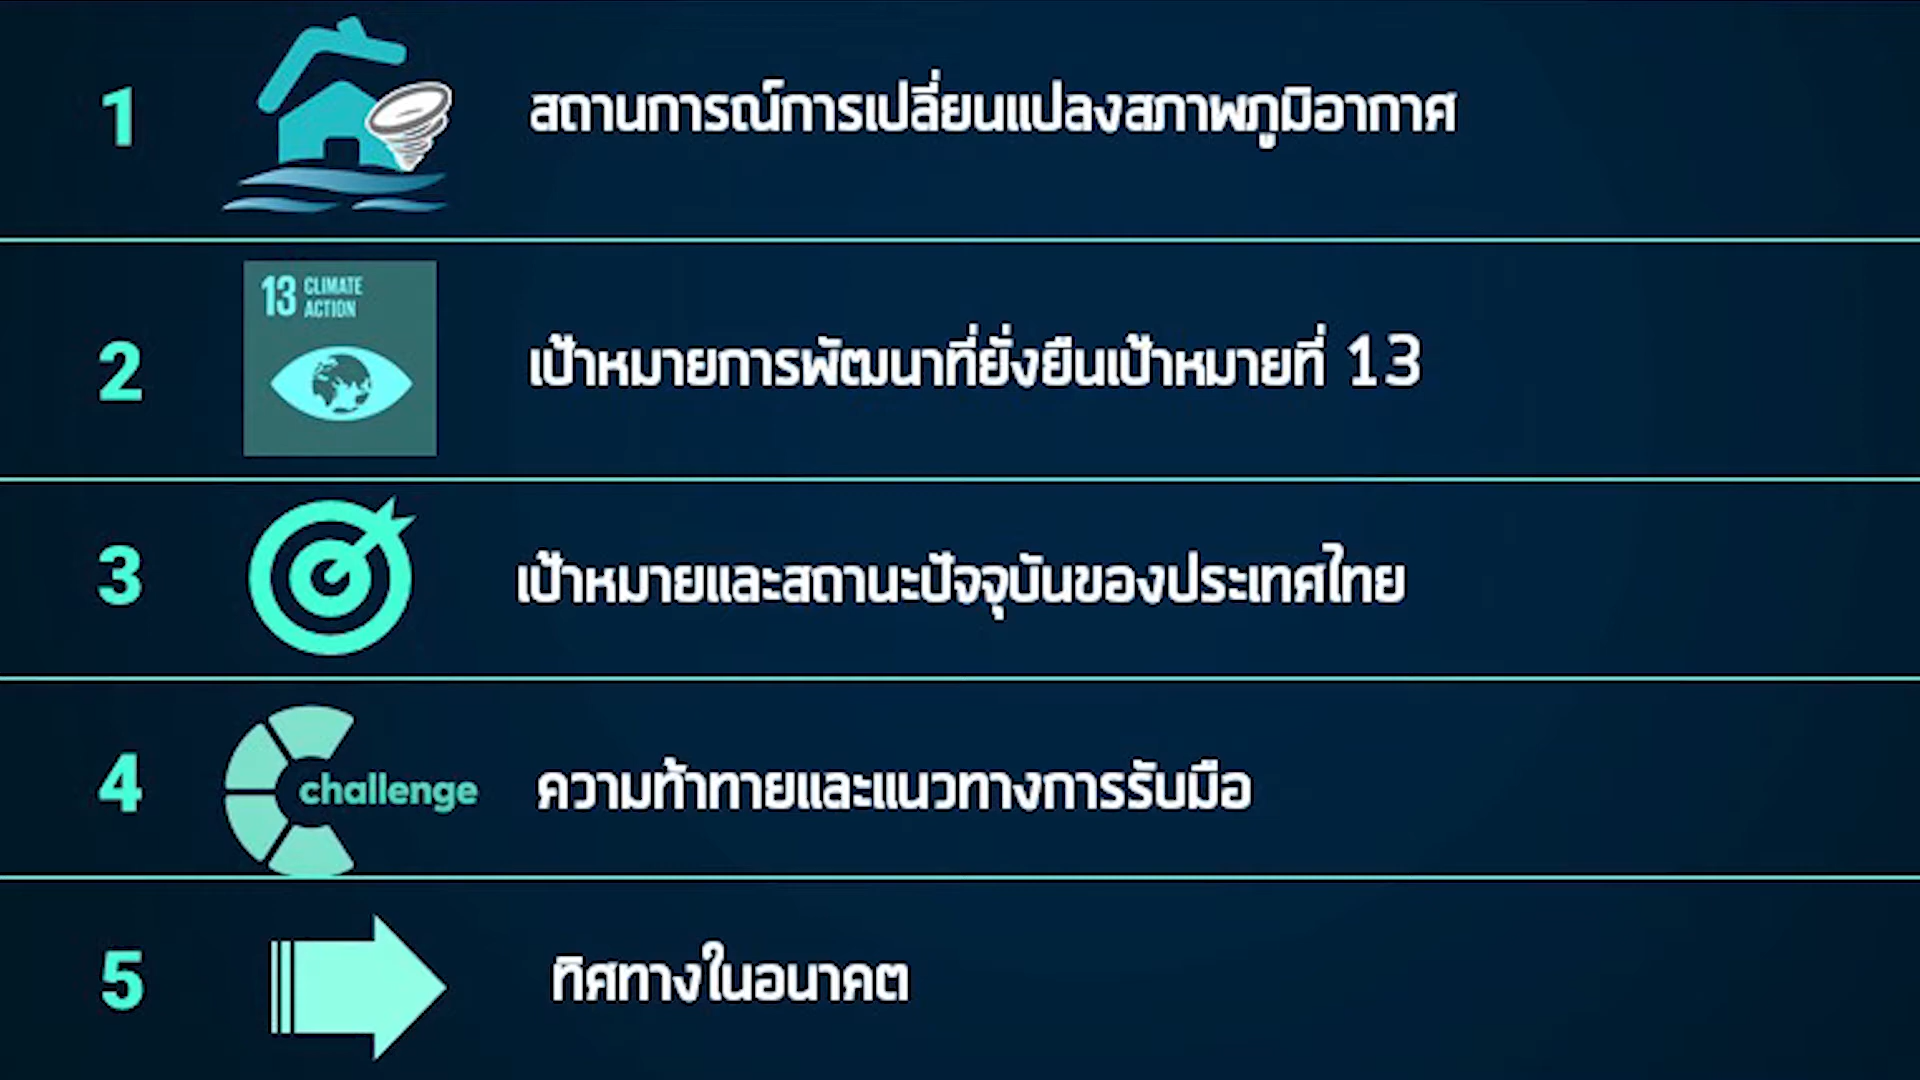 1
สถานการณ์การเปลี่ยนแปลงสภาพภูมิอากาศ
13 CLIMATE
ACTION
2
เป้าหมายการพัฒนาที่ยั่งยืนเป้าหมายที่ 13
3
เป้าหมายและสถานะปัจจุบันของประเทศไทย
4
challenge
ความท้าทายและแนวทางการรับมือ
5
ทิศทางในอนาคต